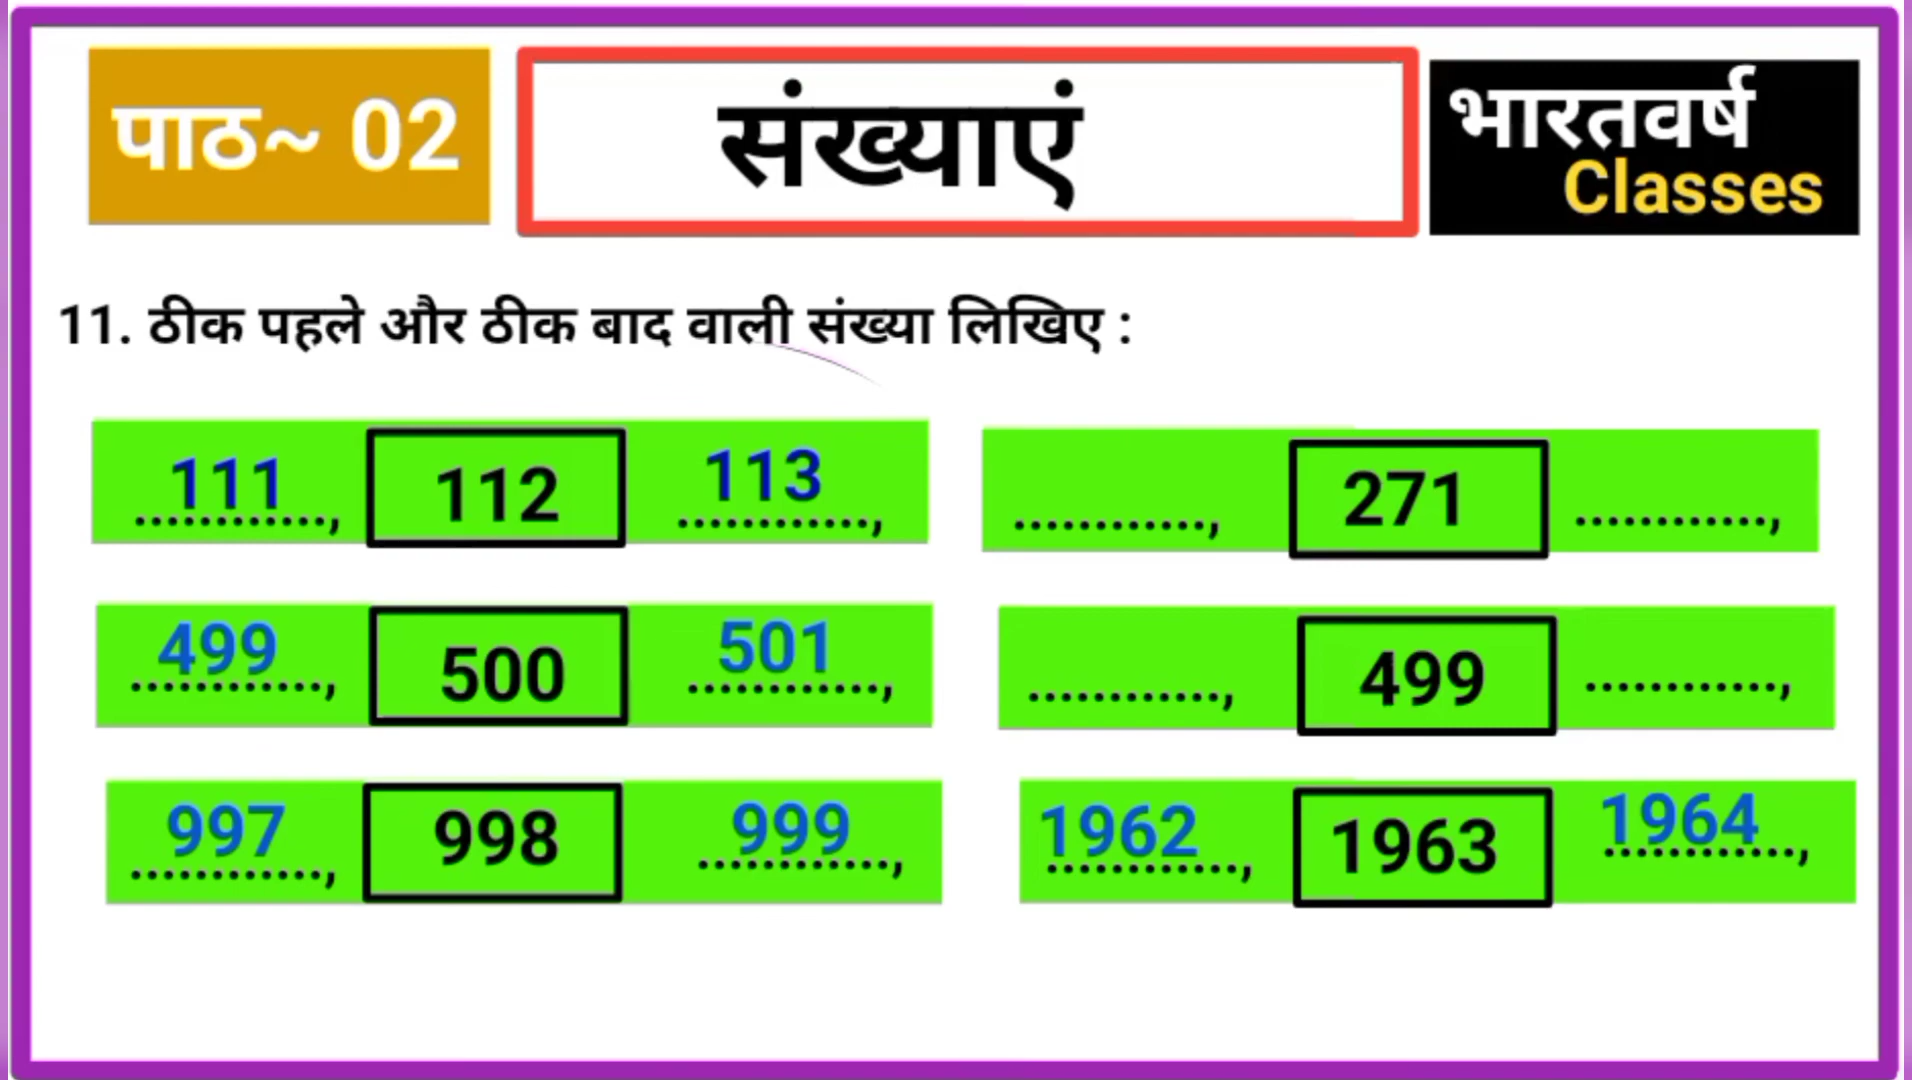 पाठ~ 02
संख्याएं
भारतवर्ष
Classes
11. ठीक पहले और ठीक बाद वाली संख्या लिखिए :
111 ............, 112 113 ............,
............, 271 ............,
499 ............, 500 501 ............,
............, 499 ............,
997 ............, 998 999 ............,
1962 ............, 1963 1964 ............,